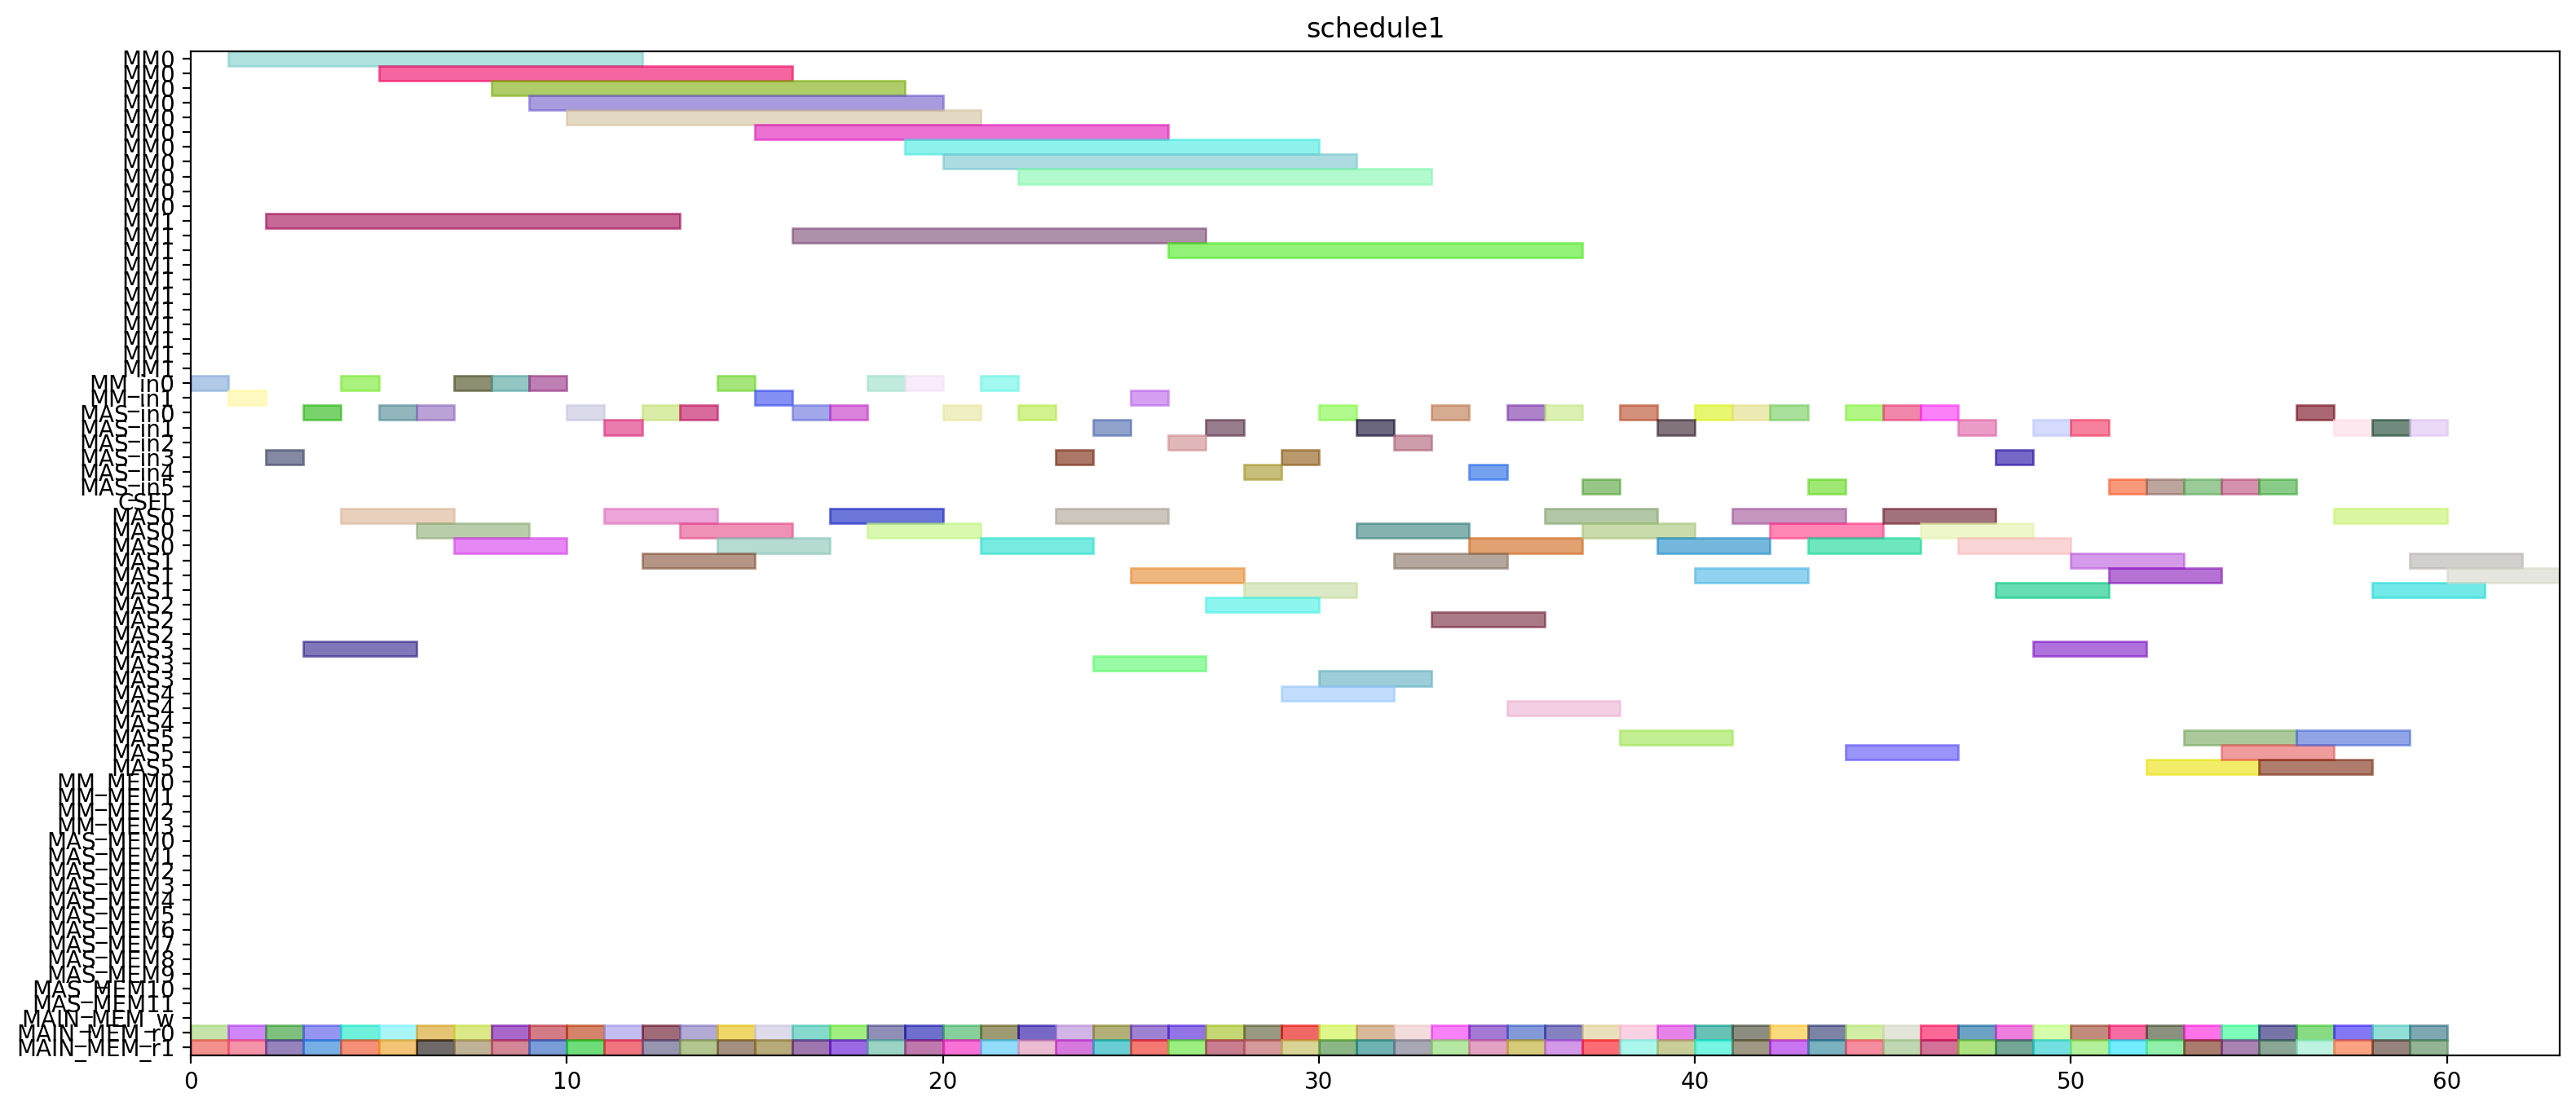 schedule1
MM0
MM0
MM0
MM0
MM0
MM0
MM0
MM0
MM0
MM0
MM0
MM1
MM1
MM1
MM1
MM1
MM1
MM1
MM1
MM1
MM1
MM1
MM_in0
MM_in1
MAS_in0
MAS_in1
MAS_in2
MAS_in3
MAS_in4
MAS_in5
CSEL
MAS0
MAS0
MAS0
MAS1
MAS1
MAS1
MAS2
MAS2
MAS2
MAS3
MAS3
MAS3
MAS4
MAS4
MAS4
MAS5
MAS5
MAS5
MM_MEM0
MM_MEM1
MM_MEM2
MM_MEM3
MAS_MEM0
MAS_MEM1
MAS_MEM2
MAS_MEM3
MAS_MEM4
MAS_MEM5
MAS_MEM6
MAS_MEM7
MAS_MEM8
MAS_MEM9
MAS_MEM10
MAS_MEM11
MAIN_MEM_w
MAIN_MEM_r0
MAIN_MEM_r1
0 10 20 30 40 50 60